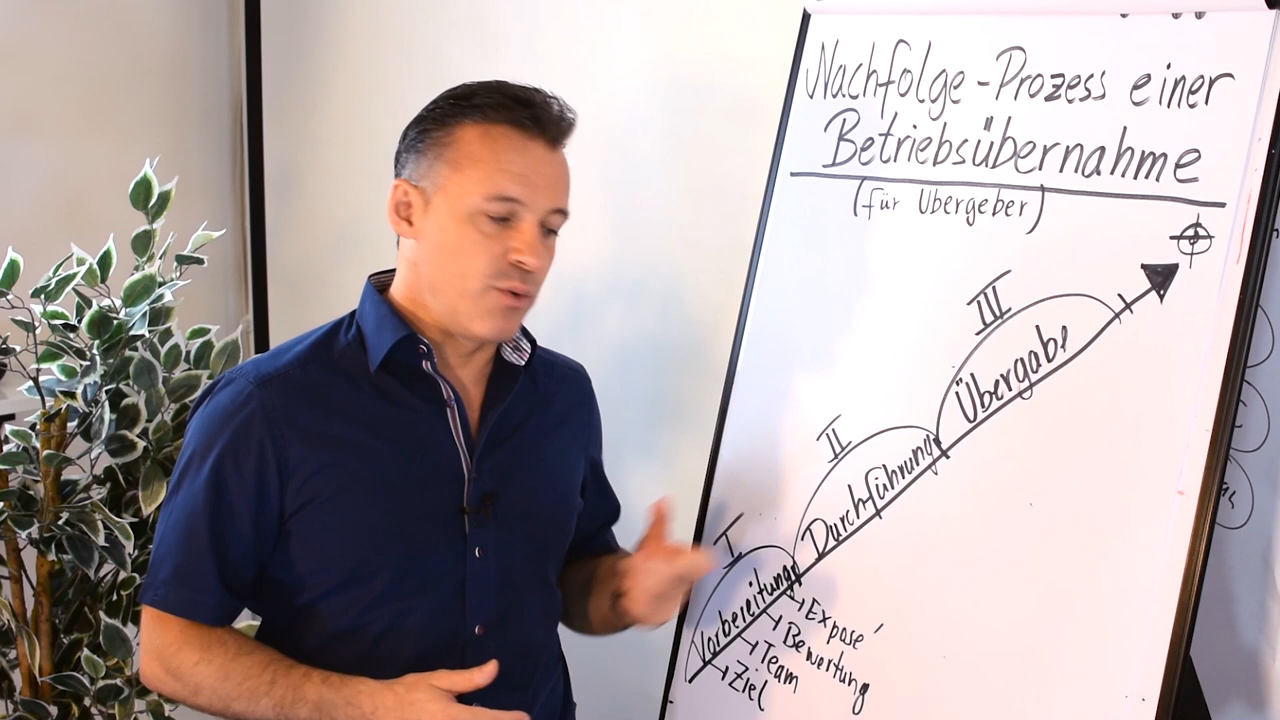 Nachfolge-Prozess einer
Betriebsübernahme
(für Übergeber)
III
Übergabe
II
Durchführung
I
Vorbereitung
Exposé
Bewertung
Team
Ziel